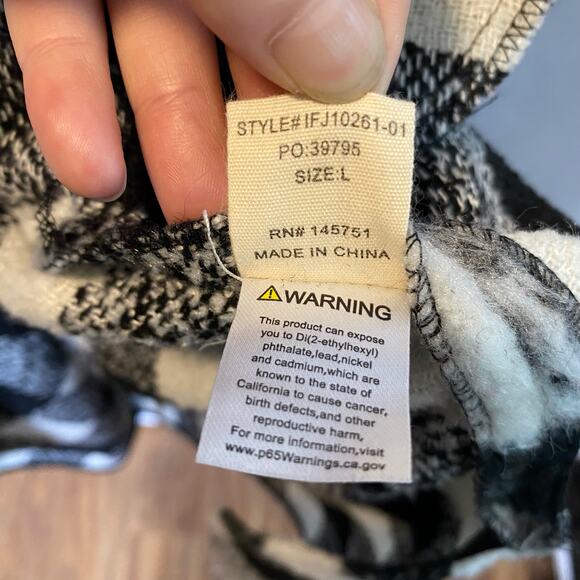 STYLE# IFJ10261-01
PO:39795
SIZE:L
RN# 145751
MADE IN CHINA
⚠WARNING
This product can expose
you to Di(2-ethylhexyl)
phthalate,lead,nickel
and cadmium,which are
known to the state of
California to cause cancer,
birth defects,and other
reproductive harm,
For more information,visit
www.p65Warnings.ca.gov